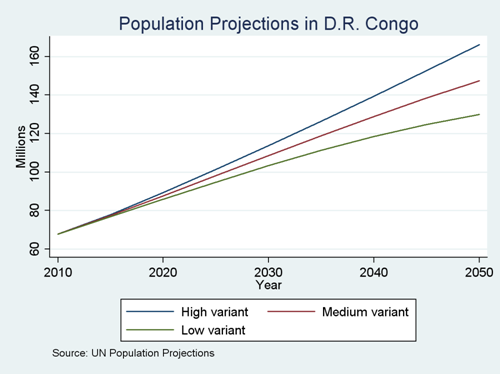 Population Projections in D.R. Congo
Millions
160
140
120
100
80
60
2010 2020 2030 2040 2050
Year
High variant Medium variant
Low variant
Source: UN Population Projections